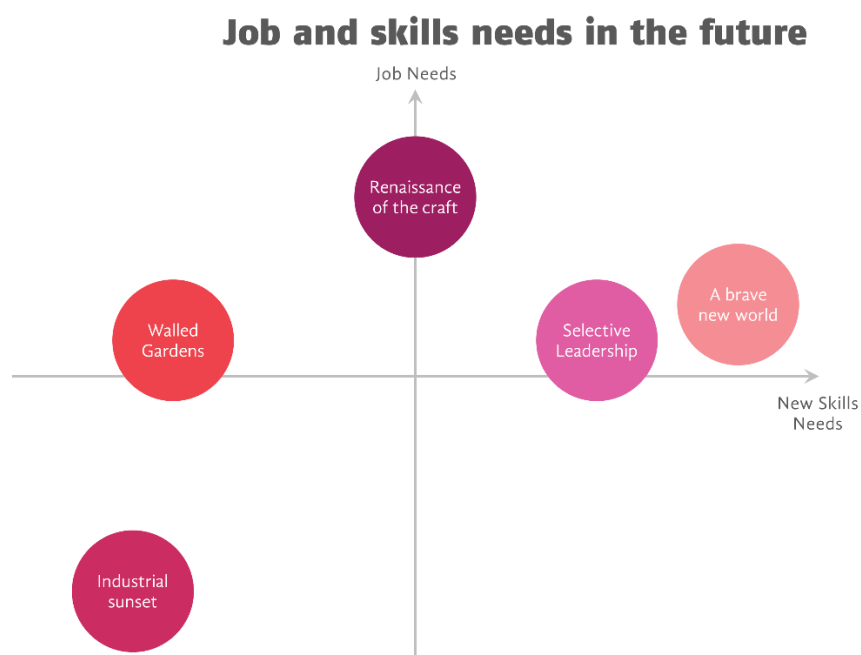 Job and skills needs in the future
Job Needs
Renaissance
of the craft
A brave
new world
Walled
Gardens
Selective
Leadership
New Skills
Needs
Industrial
sunset